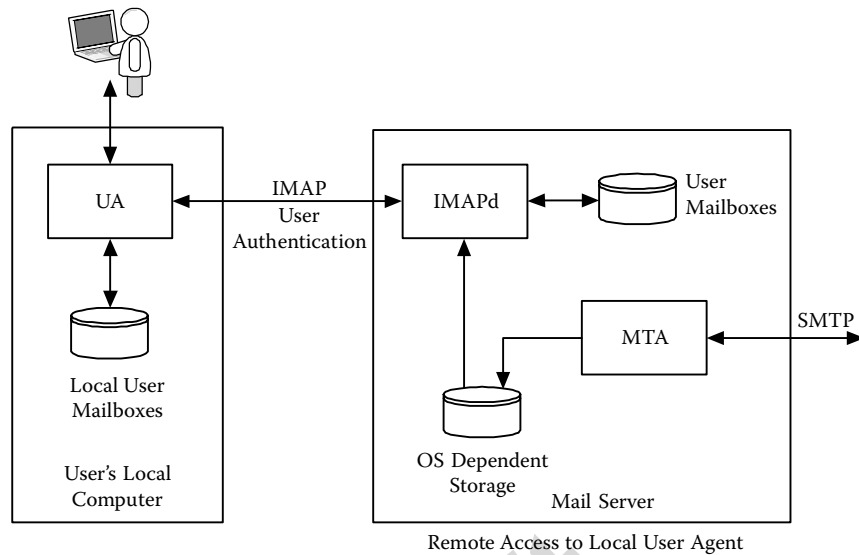 UA
IMAP
User
Authentication
IMAPd
User
Mailboxes
MTA
SMTP
Local User
Mailboxes
OS Dependent
Storage
User's Local
Computer
Mail Server
Remote Access to Local User Agent